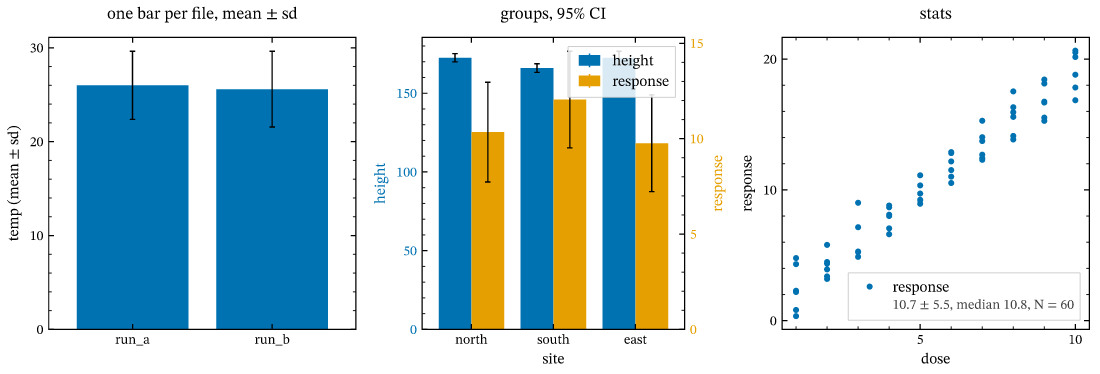 one bar per file, mean ± sd
temp (mean ± sd)
30
20
10
0
run_a
run_b
groups, 95% CI
height
response
height
150
100
50
0
response
15
10
5
0
north
south
east
site
stats
response
20
10
0
response
10.7 ± 5.5, median 10.8, N = 60
5
10
dose